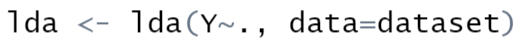 lda <- lda(Y~., data=dataset)